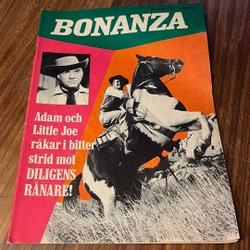 BONANZA
Adam och
Little Joe
råkar i bitter
strid mot
DILIGENS
RÅNARE!